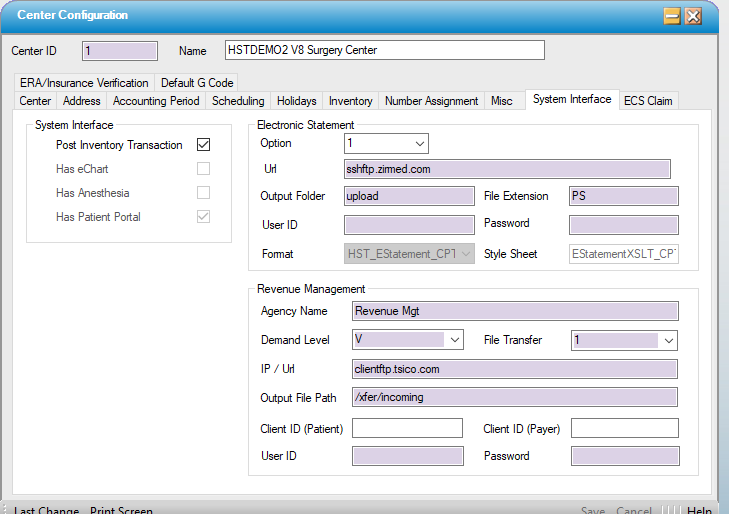 Center Configuration
Center ID 1 Name HSTDEMO2 V8 Surgery Center
ERA/Insurance Verification Default G Code
Center Address Accounting Period Scheduling Holidays Inventory Number Assignment Misc System Interface ECS Claim
System Interface
Post Inventory Transaction
Has eChart
Has Anesthesia
Has Patient Portal
Electronic Statement
Option 1
Url sshftp.zirmed.com
Output Folder upload File Extension PS
User ID Password
Format HST_EStatement_CPT Style Sheet EStatementXSLT_CPT
Revenue Management
Agency Name Revenue Mgt
Demand Level V File Transfer 1
IP / Url clientftp.tsico.com
Output File Path /xfer/incoming
Client ID (Patient) Client ID (Payer)
User ID Password
Last Change Print Screen Save Cancel Help